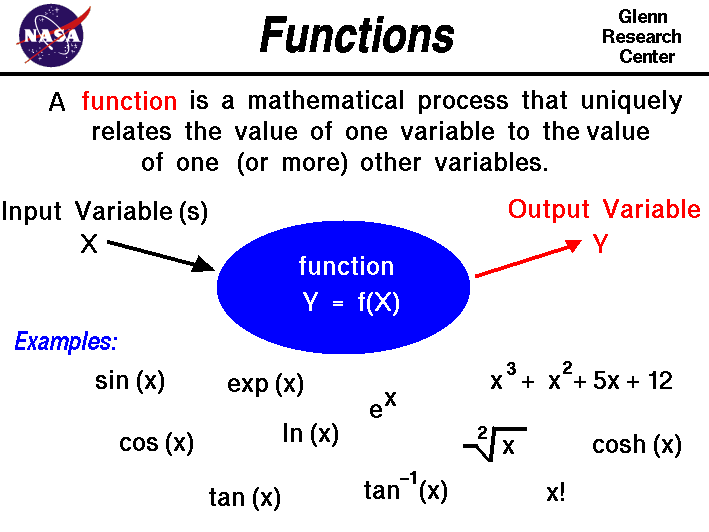 NASA
Functions
Glenn
Research
Center
A function is a mathematical process that uniquely
relates the value of one variable to the value
of one (or more) other variables.
Input Variable (s)
X
Output Variable
Y
function
Y = f(X)
Examples:
sin (x)
exp (x)
e^x
x^3 + x^2 + 5x + 12
cos (x)
ln (x)
²√x
cosh (x)
tan (x)
tan^−1 (x)
x!